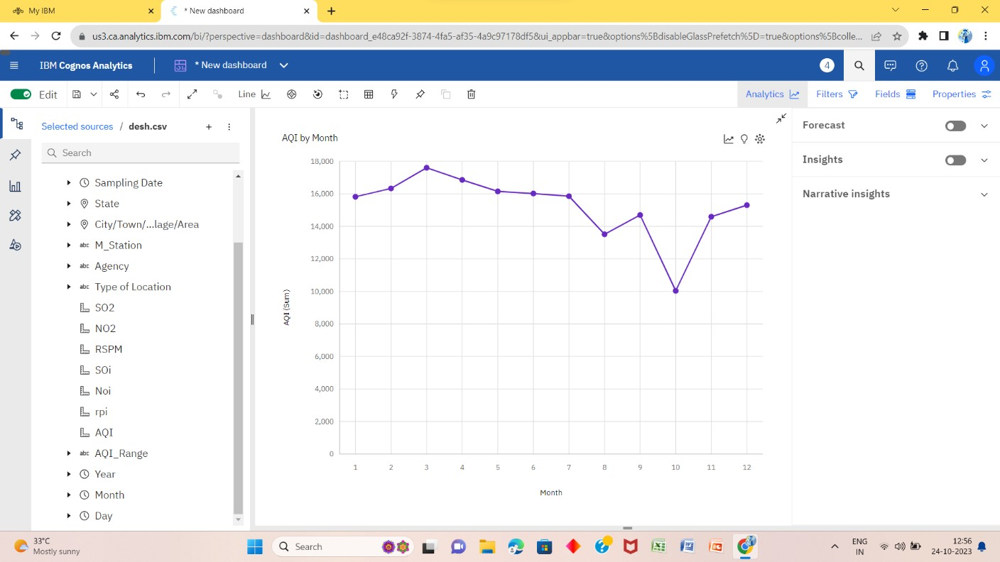 My IBM
* New dashboard
us3.ca.analytics.ibm.com/bi/?perspective=dashboard&id=dashboard_e48ca92f-3874-4fa5-af35-4a9c97178df5&ui_appbar=true&options%5BdisableGlassPrefetch%5D=true&options%5Bcolle...
IBM Cognos Analytics
* New dashboard
4
Edit
Line
Analytics
Filters
Fields
Properties
Selected sources / desh.csv
Search
Sampling Date
State
City/Town/...lage/Area
abc M_Station
abc Agency
abc Type of Location
SO2
NO2
RSPM
SOi
Noi
rpi
AQI
abc AQI_Range
Year
Month
Day
AQI by Month
18,000
16,000
14,000
12,000
10,000
8,000
6,000
4,000
2,000
0
AQI (Sum)
1 2 3 4 5 6 7 8 9 10 11 12
Month
Forecast
Insights
Narrative insights
33°C
Mostly sunny
Search
ENG
IN
12:56
24-10-2023